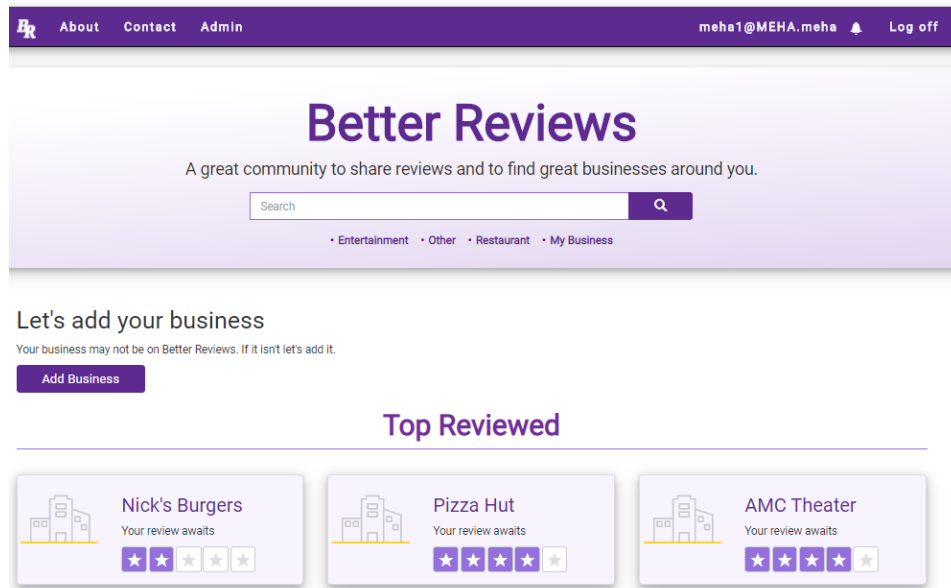 BR About Contact Admin meha1@MEHA.meha Log off
Better Reviews
A great community to share reviews and to find great businesses around you.
Search
• Entertainment • Other • Restaurant • My Business
Let's add your business
Your business may not be on Better Reviews. If it isn't let's add it.
Add Business
Top Reviewed
Nick's Burgers
Your review awaits
Pizza Hut
Your review awaits
AMC Theater
Your review awaits